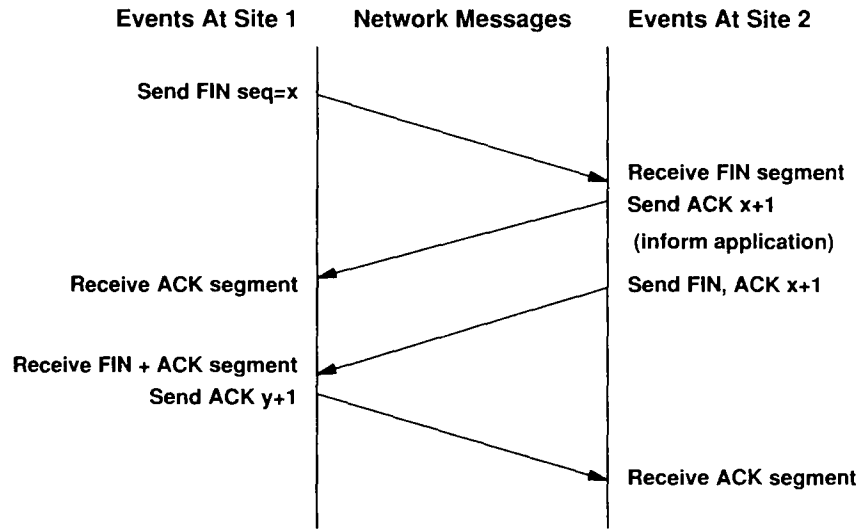 Events At Site 1
Network Messages
Events At Site 2
Send FIN seq=x
Receive FIN segment
Send ACK x+1
(inform application)
Receive ACK segment
Send FIN, ACK x+1
Receive FIN + ACK segment
Send ACK y+1
Receive ACK segment